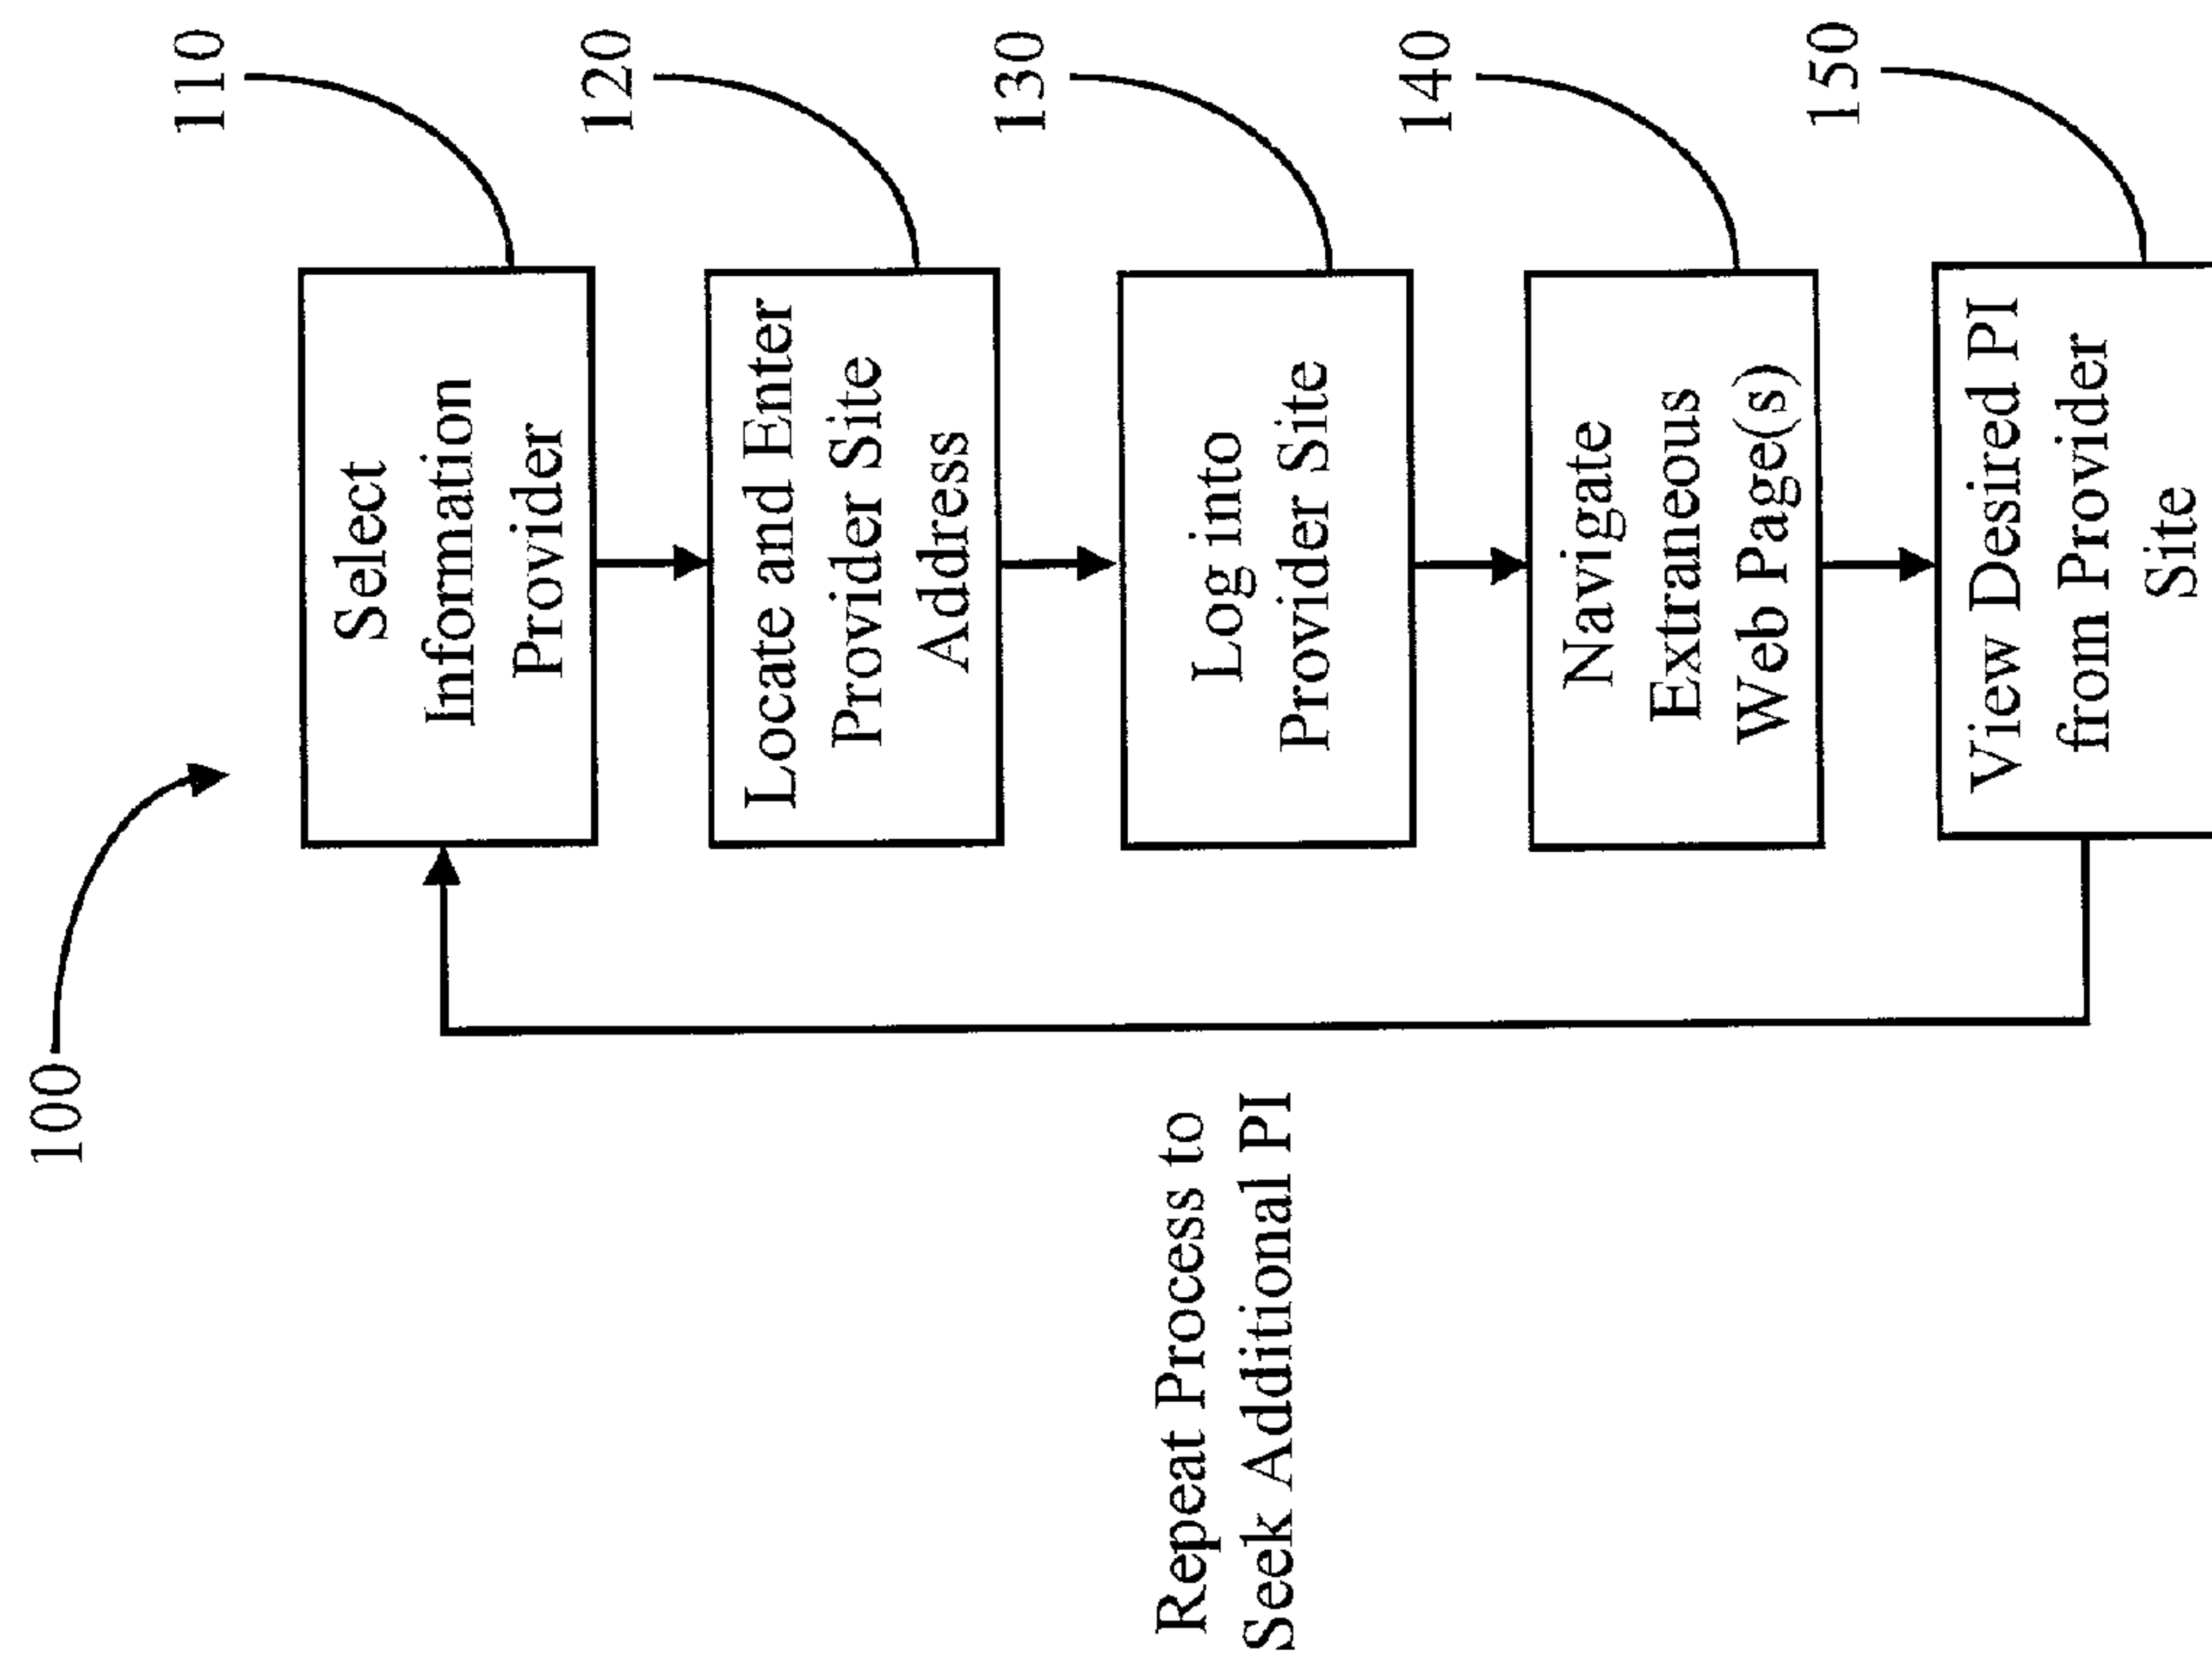 100
110
Select
Information
Provider
120
Locate and Enter
Provider Site
Address
130
Log into
Provider Site
140
Navigate
Extraneous
Web Page(s)
150
View Desired PI
from Provider
Site
Repeat Process to
Seek Additional PI